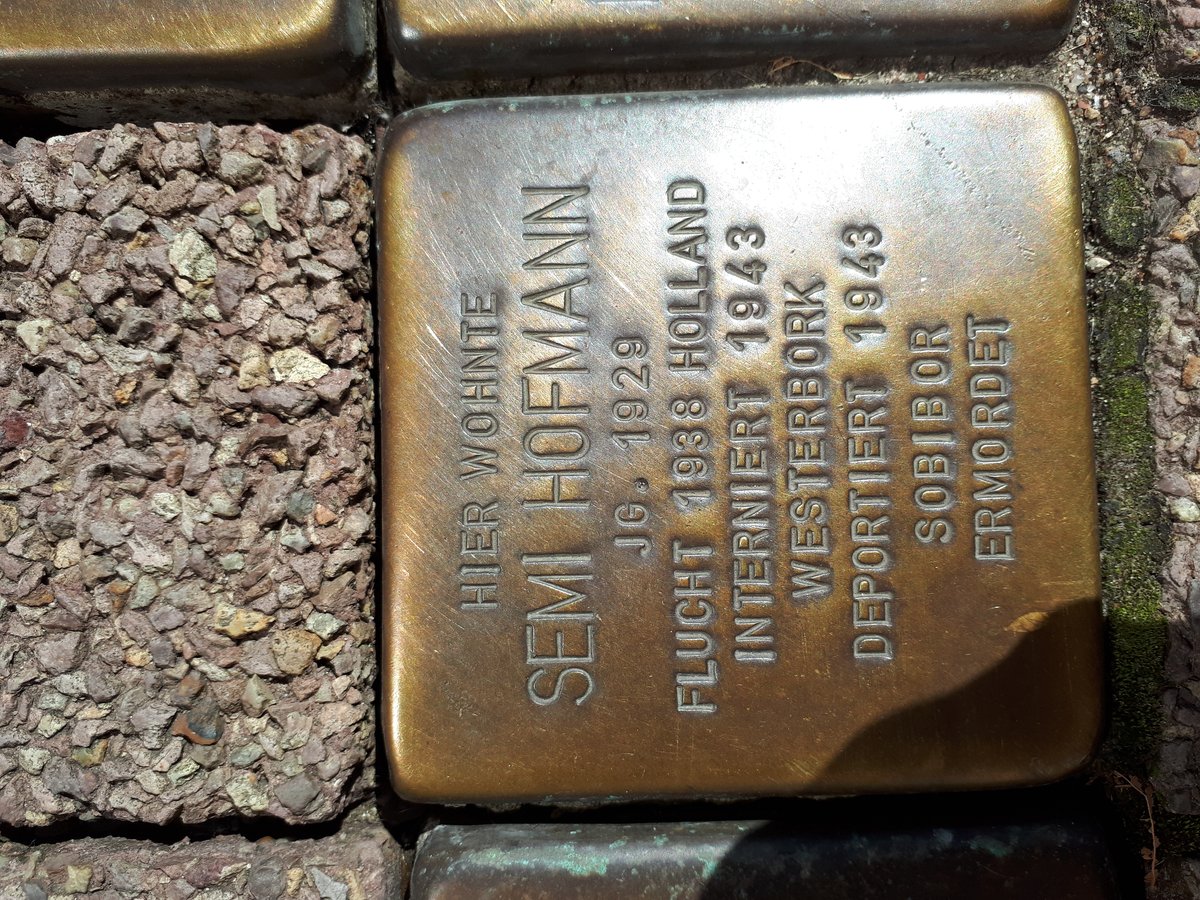 HIER WOHNTE
SEMI HOFMANN
JG. 1929
FLUCHT 1938 HOLLAND
INTERNIERT 1943
WESTERBORK
DEPORTIERT 1943
SOBIBOR
ERMORDET